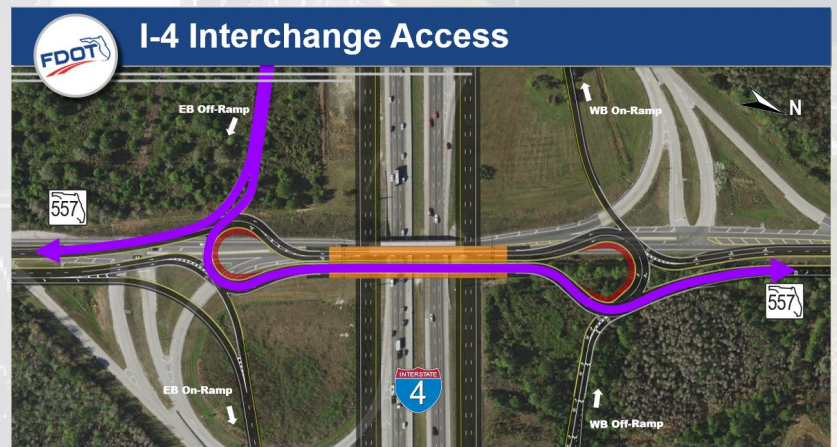 FDOT
I-4 Interchange Access
EB Off-Ramp
WB On-Ramp
N
557
557
EB On-Ramp
INTERSTATE
4
WB Off-Ramp